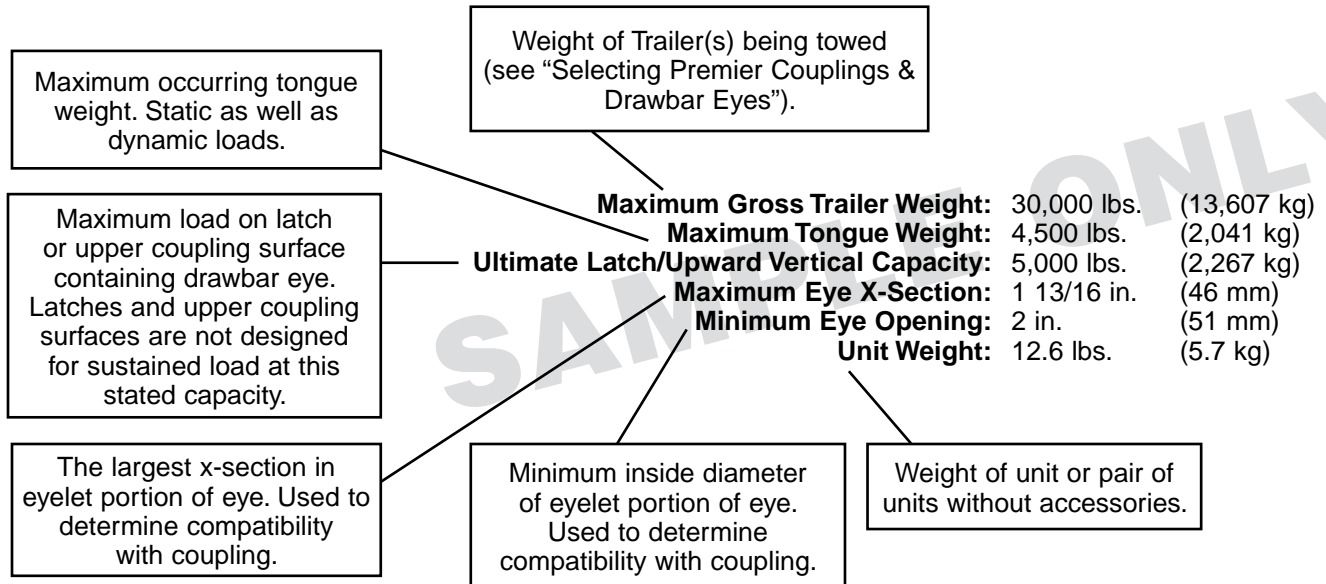 Weight of Trailer(s) being towed
(see “Selecting Premier Couplings &
Drawbar Eyes”).
Maximum occurring tongue
weight. Static as well as
dynamic loads.
Maximum load on latch
or upper coupling surface
containing drawbar eye.
Latches and upper coupling
surfaces are not designed
for sustained load at this
stated capacity.
Maximum Gross Trailer Weight: 30,000 lbs. (13,607 kg)
Maximum Tongue Weight: 4,500 lbs. (2,041 kg)
Ultimate Latch/Upward Vertical Capacity: 5,000 lbs. (2,267 kg)
Maximum Eye X-Section: 1 13/16 in. (46 mm)
Minimum Eye Opening: 2 in. (51 mm)
Unit Weight: 12.6 lbs. (5.7 kg)
SAMPLE ONLY
The largest x-section in
eyelet portion of eye. Used to
determine compatibility
with coupling.
Minimum inside diameter
of eyelet portion of eye.
Used to determine
compatibility with coupling.
Weight of unit or pair of
units without accessories.